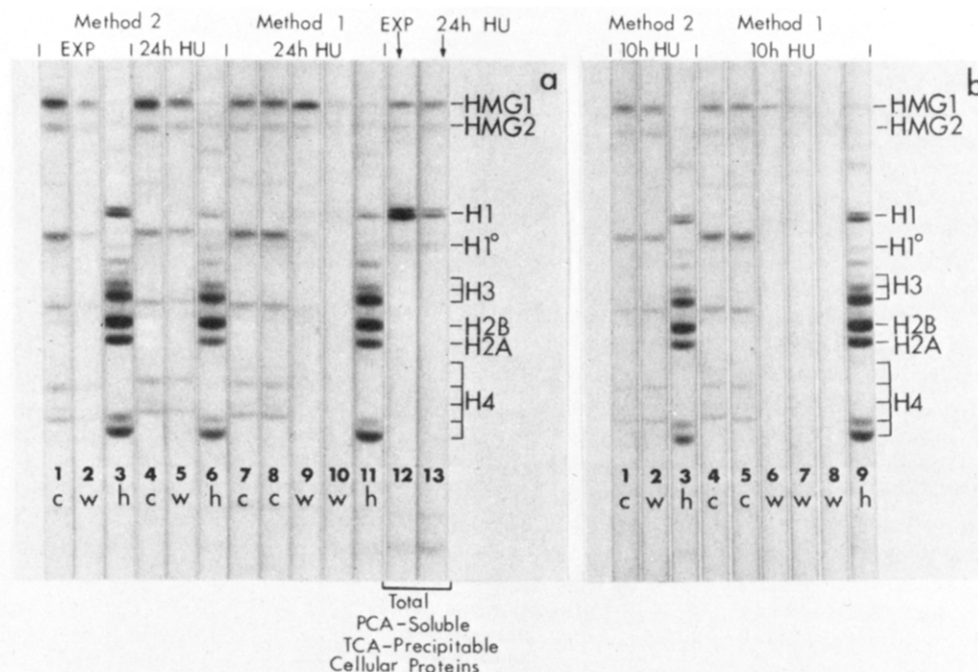 Method 2 Method 1 EXP 24h HU
EXP 24h HU 24h HU
a
HMG1
HMG2
H1
H1°
H3
H2B
H2A
H4
1 2 3 4 5 6 7 8 9 10 11 12 13
c w h c w h c c w w h
Total
PCA-Soluble
TCA-Precipitable
Cellular Proteins
Method 2 Method 1
10h HU 10h HU
b
HMG1
HMG2
H1
H1°
H3
H2B
H2A
H4
1 2 3 4 5 6 7 8 9
c w h c c w w w h